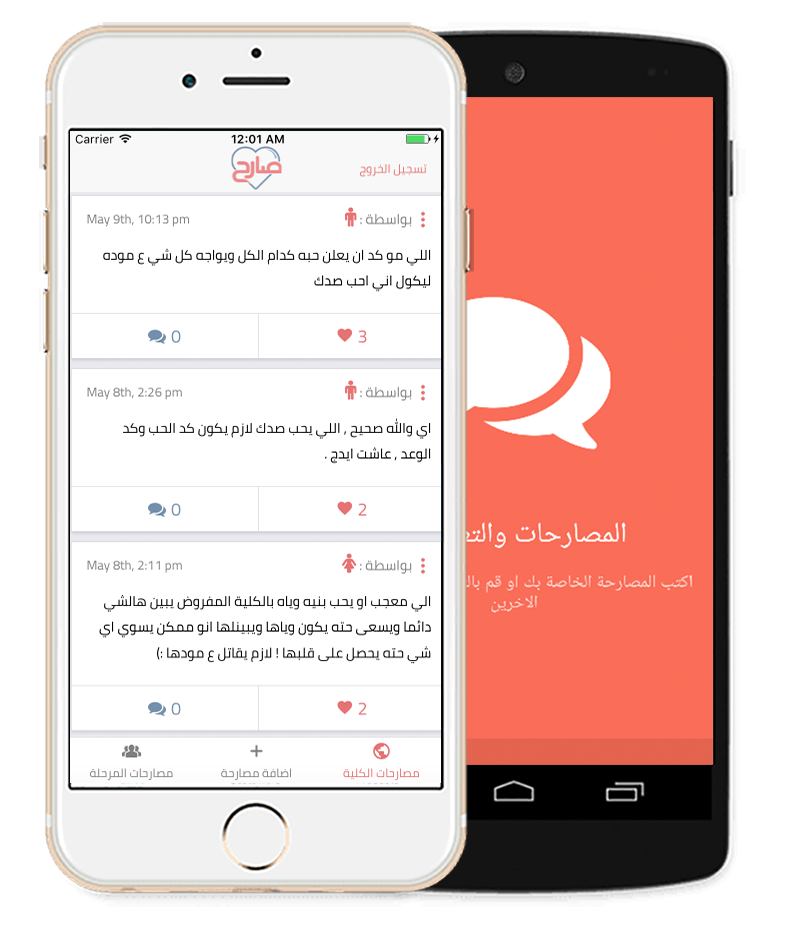 Carrier 12:01 AM
صارح
تسجيل الخروج
بواسطة : May 9th, 10:13 pm
اللي مو كد ان يعلن حبه كدام الكل ويواجه كل شي ع موده
ليكول اني احب صدك
3 0
بواسطة : May 8th, 2:26 pm
اي والله صحيح , اللي يحب صدك لازم يكون كد الحب وكد
الوعد , عاشت ايدج .
2 0
بواسطة : May 8th, 2:11 pm
الي معجب او يحب بنيه وياه بالكلية المفروض يبين هالشي
دائما ويسعى حته يكون وياها ويبينلها انو ممكن يسوي اي
شي حته يحصل على قلبها ! لازم يقاتل ع مودها :)
2 0
مصارحات الكلية اضافة مصارحة مصارحات المرحلة
المصارحات
اكتب المصارحة الخاصة بك او قم
الاخرين